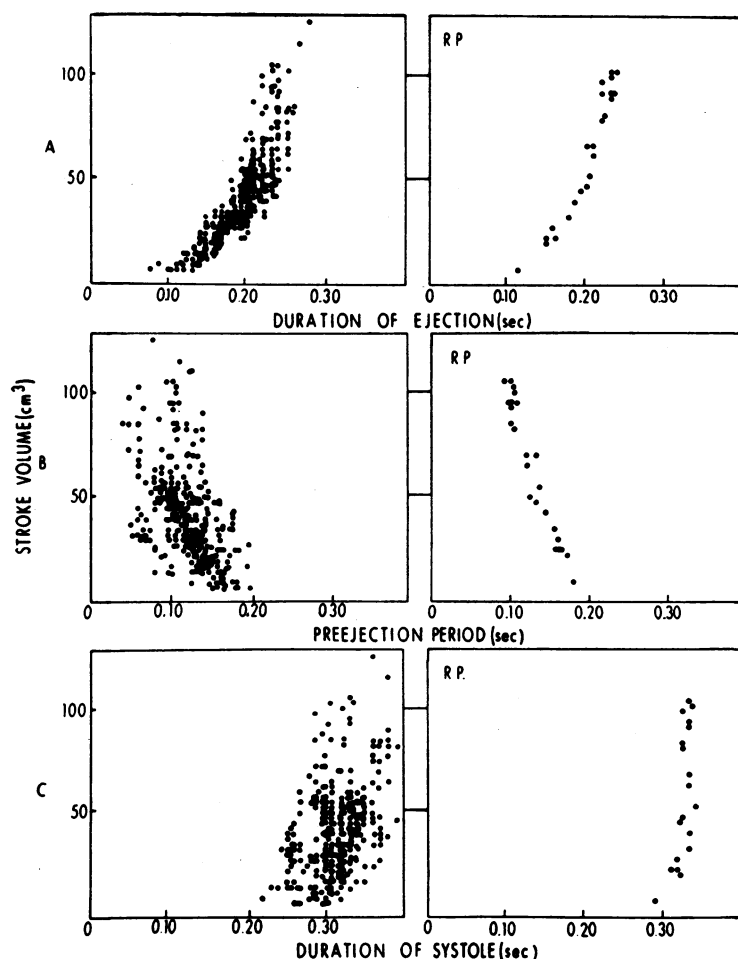 R P
100
A
50
0
0 0.10 0.20 0.30 0 0.10 0.20 0.30
DURATION OF EJECTION(sec)
R P
100
B
50
STROKE VOLUME(cm³)
0
0 0.10 0.20 0.30 0 0.10 0.20 0.30
PREEJECTION PERIOD (sec)
R P.
100
C
50
0
0 0.10 0.20 0.30 0 0.10 0.20 0.30
DURATION OF SYSTOLE(sec)